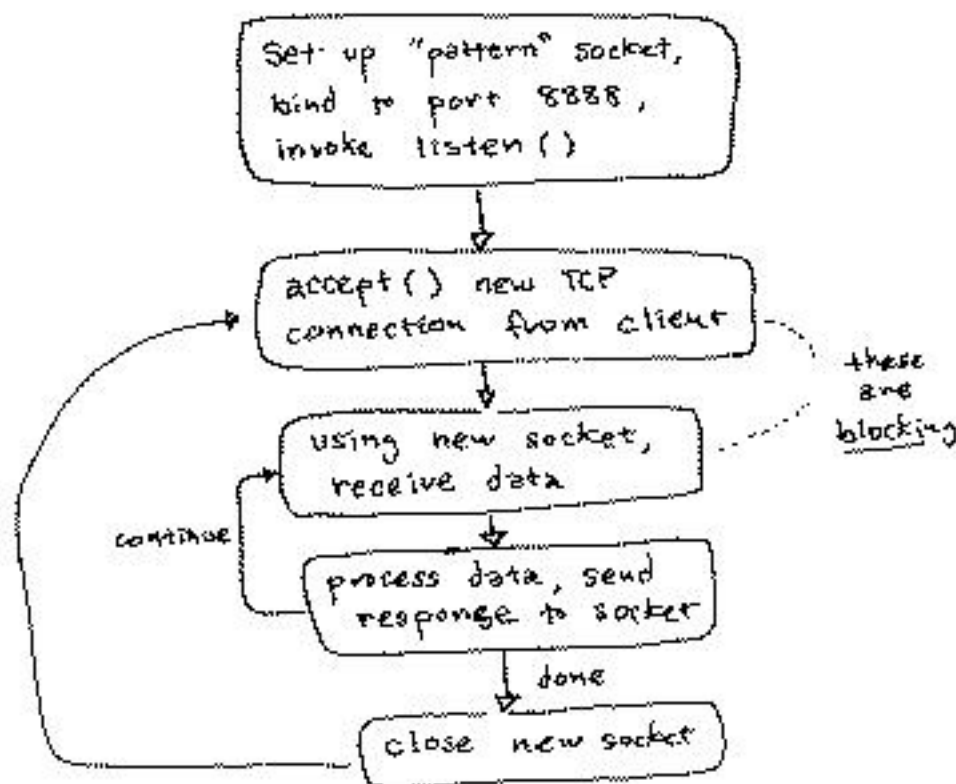 Set up "pattern" socket,
bind to port 8888,
invoke listen()
accept() new TCP
connection from client
these
are
blocking
using new socket,
receive data
continue
process data, send
response to socket
done
close new socket